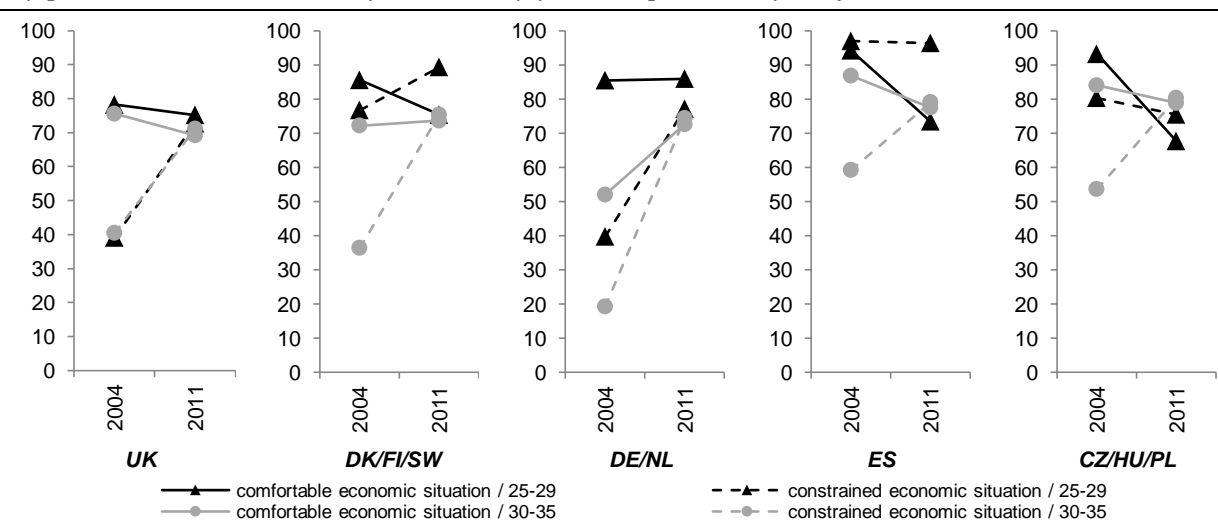 100 100 100 100 100
90 90 90 90 90
80 80 80 80 80
70 70 70 70 70
60 60 60 60 60
50 50 50 50 50
40 40 40 40 40
30 30 30 30 30
20 20 20 20 20
10 10 10 10 10
0 0 0 0 0
2004 2011 2004 2011 2004 2011 2004 2011 2004 2011
UK DK/FI/SW DE/NL ES CZ/HU/PL
comfortable economic situation / 25-29 constrained economic situation / 25-29
comfortable economic situation / 30-35 constrained economic situation / 30-35